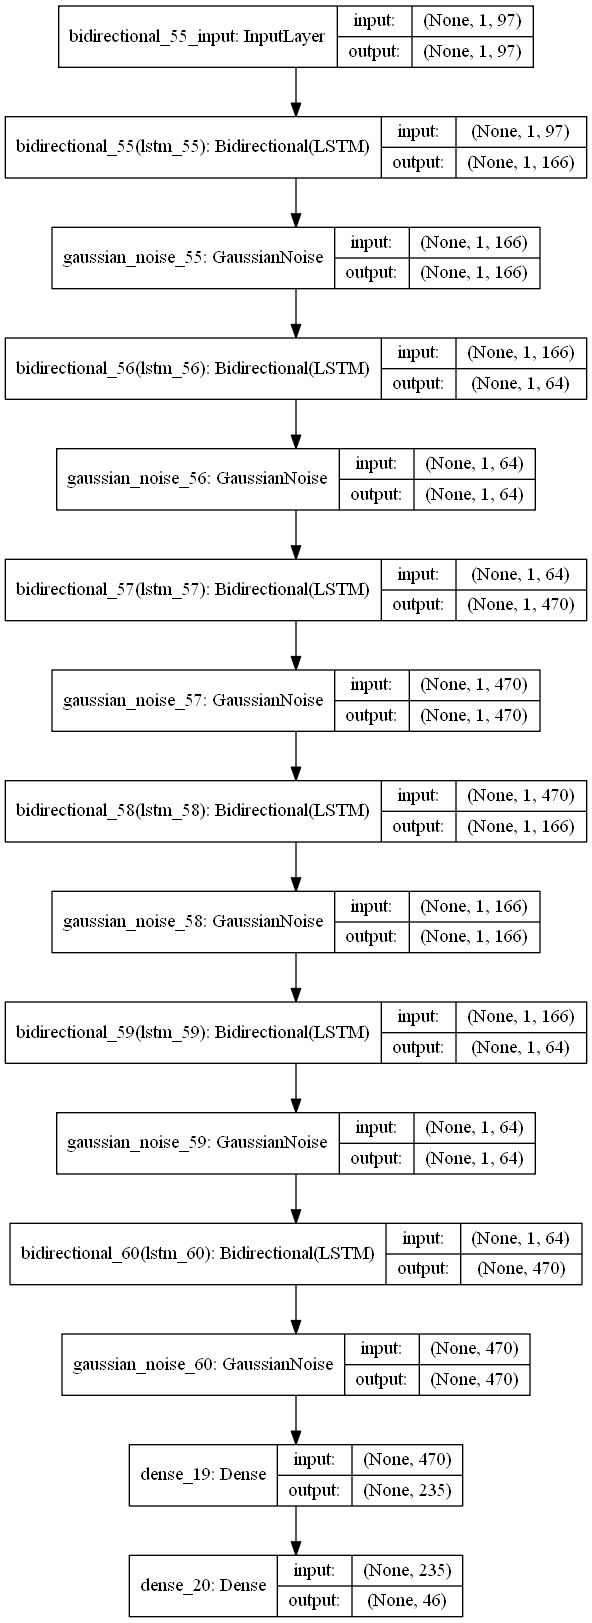 bidirectional_55_input: InputLayer
input: (None, 1, 97)
output: (None, 1, 97)
bidirectional_55(lstm_55): Bidirectional(LSTM)
input: (None, 1, 97)
output: (None, 1, 166)
gaussian_noise_55: GaussianNoise
input: (None, 1, 166)
output: (None, 1, 166)
bidirectional_56(lstm_56): Bidirectional(LSTM)
input: (None, 1, 166)
output: (None, 1, 64)
gaussian_noise_56: GaussianNoise
input: (None, 1, 64)
output: (None, 1, 64)
bidirectional_57(lstm_57): Bidirectional(LSTM)
input: (None, 1, 64)
output: (None, 1, 470)
gaussian_noise_57: GaussianNoise
input: (None, 1, 470)
output: (None, 1, 470)
bidirectional_58(lstm_58): Bidirectional(LSTM)
input: (None, 1, 470)
output: (None, 1, 166)
gaussian_noise_58: GaussianNoise
input: (None, 1, 166)
output: (None, 1, 166)
bidirectional_59(lstm_59): Bidirectional(LSTM)
input: (None, 1, 166)
output: (None, 1, 64)
gaussian_noise_59: GaussianNoise
input: (None, 1, 64)
output: (None, 1, 64)
bidirectional_60(lstm_60): Bidirectional(LSTM)
input: (None, 1, 64)
output: (None, 470)
gaussian_noise_60: GaussianNoise
input: (None, 470)
output: (None, 470)
dense_19: Dense
input: (None, 470)
output: (None, 235)
dense_20: Dense
input: (None, 235)
output: (None, 46)